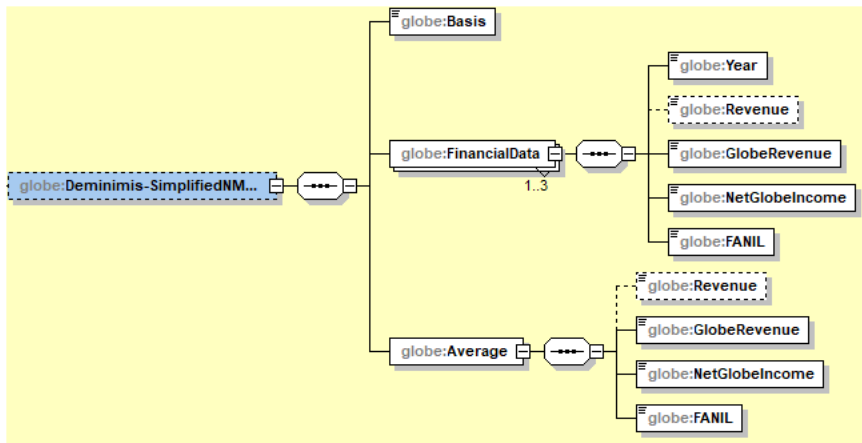 globe:Basis
globe:Year
globe:Revenue
globe:FinancialData
globe:GlobeRevenue
1..3
globe:Deminimis-SimplifiedNM...
globe:NetGlobeIncome
globe:FANIL
globe:Revenue
globe:GlobeRevenue
globe:Average
globe:NetGlobeIncome
globe:FANIL